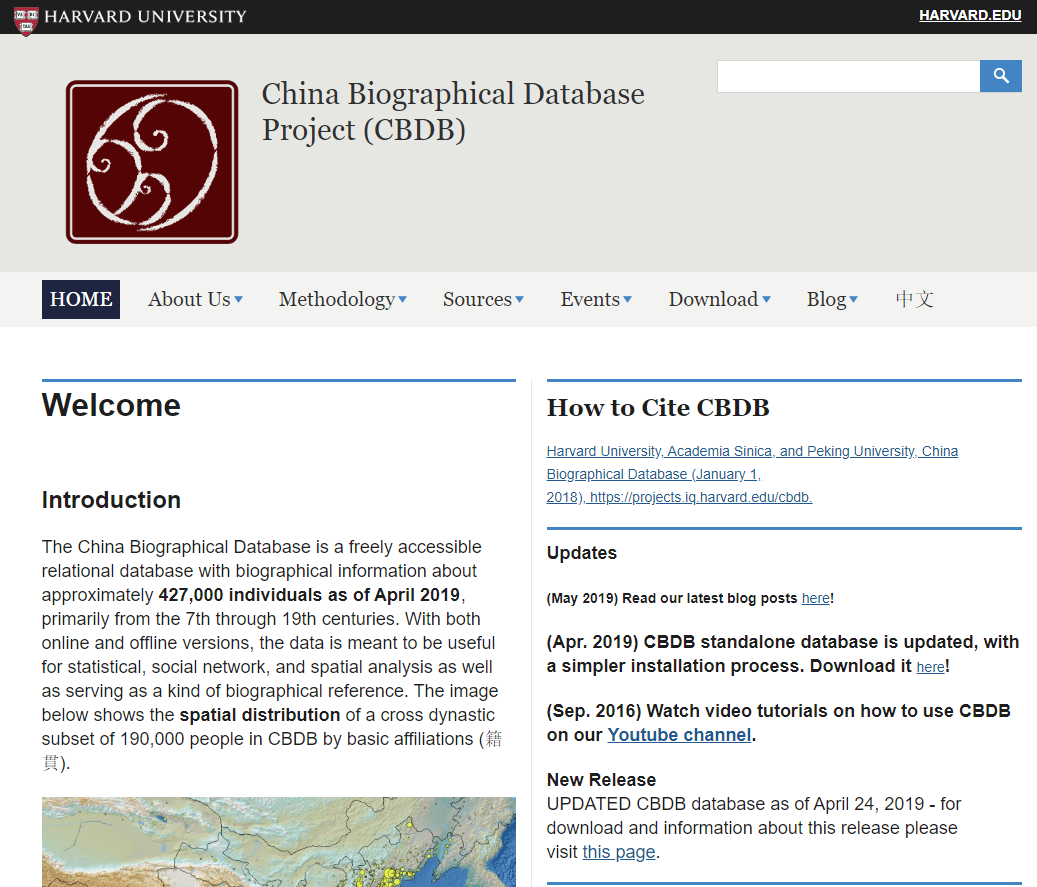 HARVARD UNIVERSITY
HARVARD.EDU
China Biographical Database
Project (CBDB)
HOME About Us Methodology Sources Events Download Blog 中文
Welcome
Introduction
The China Biographical Database is a freely accessible
relational database with biographical information about
approximately 427,000 individuals as of April 2019,
primarily from the 7th through 19th centuries. With both
online and offline versions, the data is meant to be useful
for statistical, social network, and spatial analysis as well
as serving as a kind of biographical reference. The image
below shows the spatial distribution of a cross dynastic
subset of 190,000 people in CBDB by basic affiliations (籍
貫).
How to Cite CBDB
Harvard University, Academia Sinica, and Peking University, China
Biographical Database (January 1,
2018), https://projects.iq.harvard.edu/cbdb.
Updates
(May 2019) Read our latest blog posts here!
(Apr. 2019) CBDB standalone database is updated, with
a simpler installation process. Download it here!
(Sep. 2016) Watch video tutorials on how to use CBDB
on our Youtube channel.
New Release
UPDATED CBDB database as of April 24, 2019 - for
download and information about this release please
visit this page.